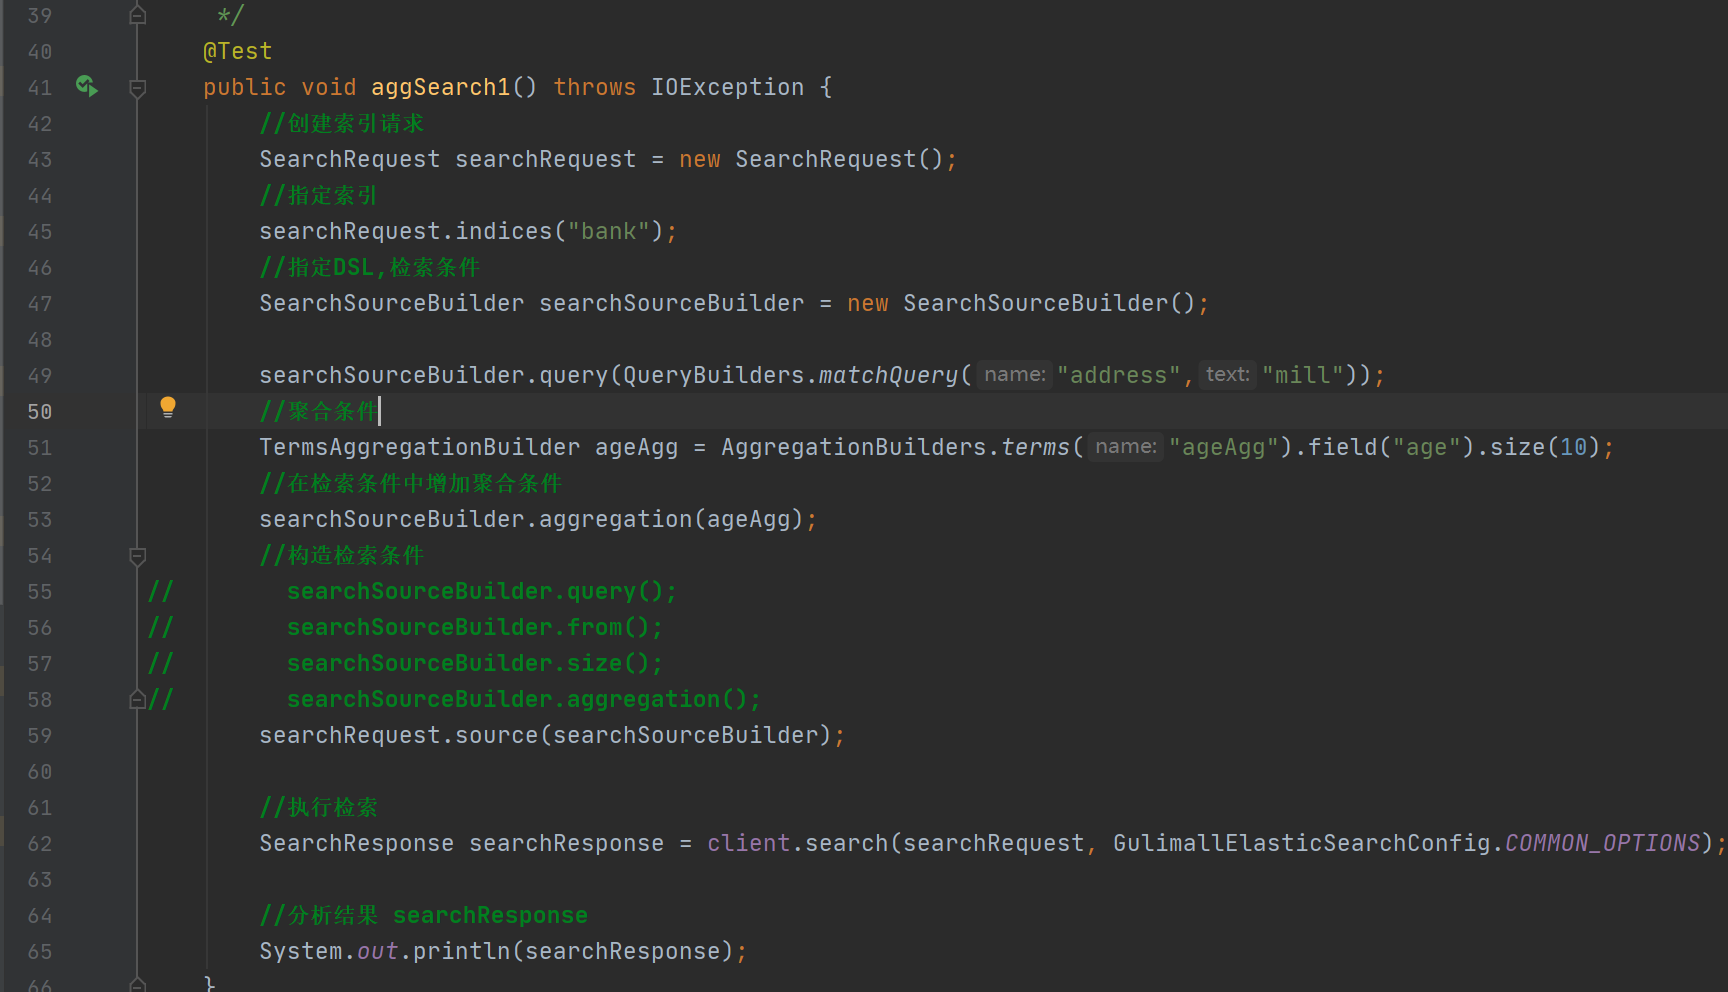 39 */
40 @Test
41 public void aggSearch1() throws IOException {
42 //创建索引请求
43 SearchRequest searchRequest = new SearchRequest();
44 //指定索引
45 searchRequest.indices("bank");
46 //指定DSL,检索条件
47 SearchSourceBuilder searchSourceBuilder = new SearchSourceBuilder();
48
49 searchSourceBuilder.query(QueryBuilders.matchQuery( name: "address", text: "mill"));
50 //聚合条件
51 TermsAggregationBuilder ageAgg = AggregationBuilders.terms( name: "ageAgg").field("age").size(10);
52 //在检索条件中增加聚合条件
53 searchSourceBuilder.aggregation(ageAgg);
54 //构造检索条件
55 // searchSourceBuilder.query();
56 // searchSourceBuilder.from();
57 // searchSourceBuilder.size();
58 // searchSourceBuilder.aggregation();
59 searchRequest.source(searchSourceBuilder);
60
61 //执行检索
62 SearchResponse searchResponse = client.search(searchRequest, GulimallElasticSearchConfig.COMMON_OPTIONS);
63
64 //分析结果 searchResponse
65 System.out.println(searchResponse);
66 }